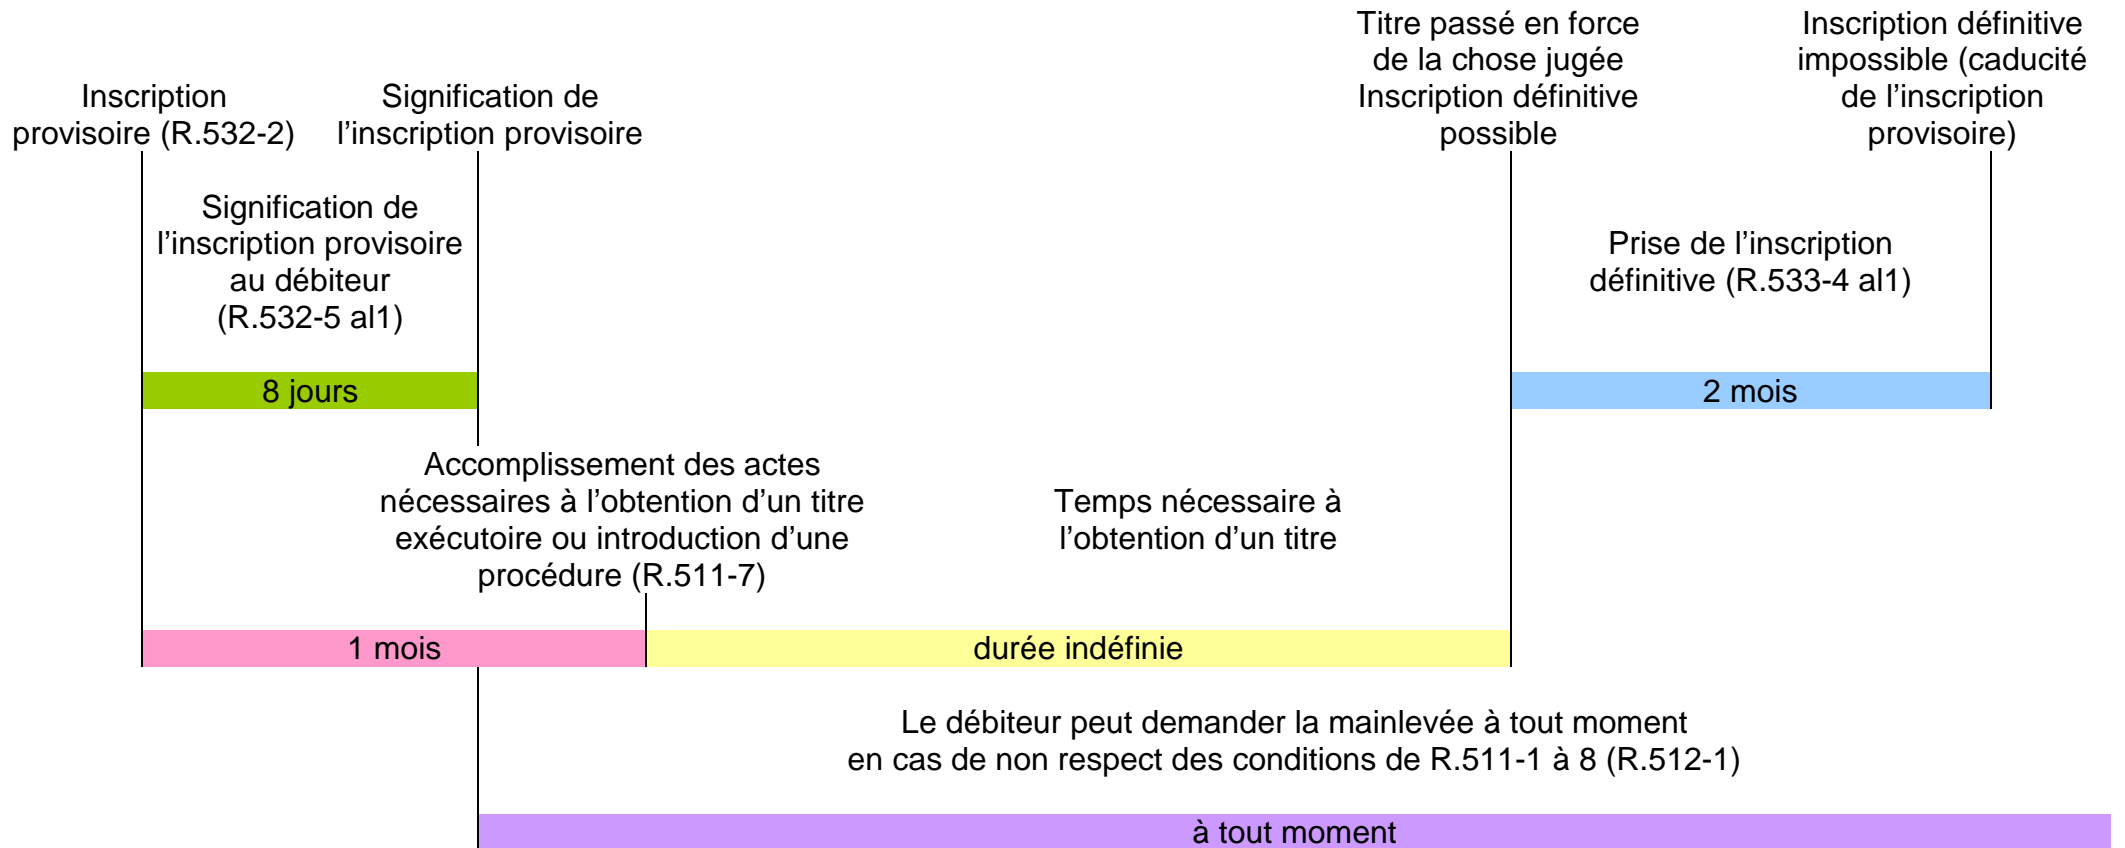 Inscription
provisoire (R.532-2)
Signification de
l’inscription provisoire
Titre passé en force
de la chose jugée
Inscription définitive
possible
Inscription définitive
impossible (caducité
de l’inscription
provisoire)
Signification de
l’inscription provisoire
au débiteur
(R.532-5 al1)
Prise de l’inscription
définitive (R.533-4 al1)
8 jours
2 mois
Accomplissement des actes
nécessaires à l’obtention d’un titre
exécutoire ou introduction d’une
procédure (R.511-7)
Temps nécessaire à
l’obtention d’un titre
1 mois
durée indéfinie
Le débiteur peut demander la mainlevée à tout moment
en cas de non respect des conditions de R.511-1 à 8 (R.512-1)
à tout moment